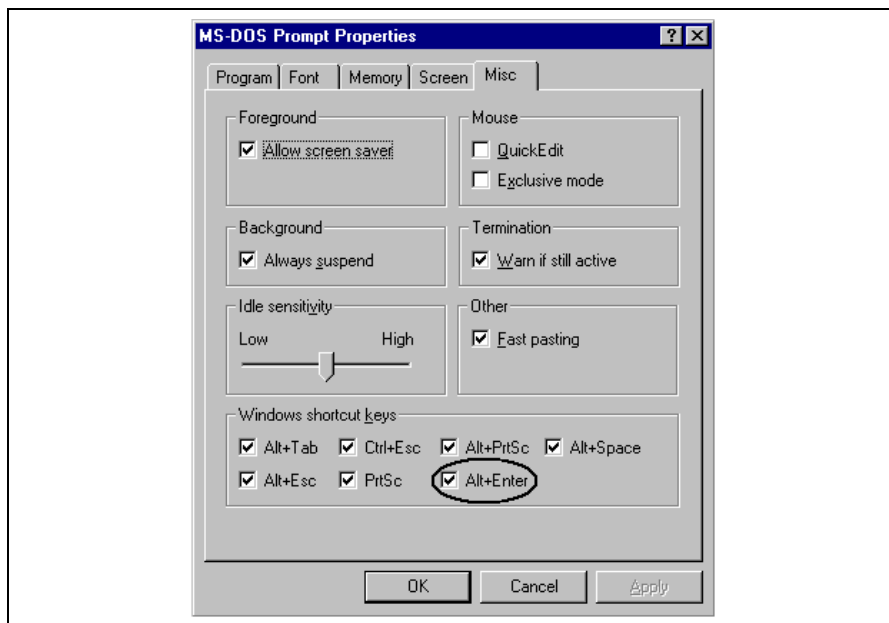 MS-DOS Prompt Properties
Program Font Memory Screen Misc
Foreground
Allow screen saver
Mouse
QuickEdit
Exclusive mode
Background
Always suspend
Termination
Warn if still active
Idle sensitivity
Low High
Other
Fast pasting
Windows shortcut keys
Alt+Tab Ctrl+Esc Alt+PrtSc Alt+Space
Alt+Esc PrtSc Alt+Enter
OK Cancel Apply